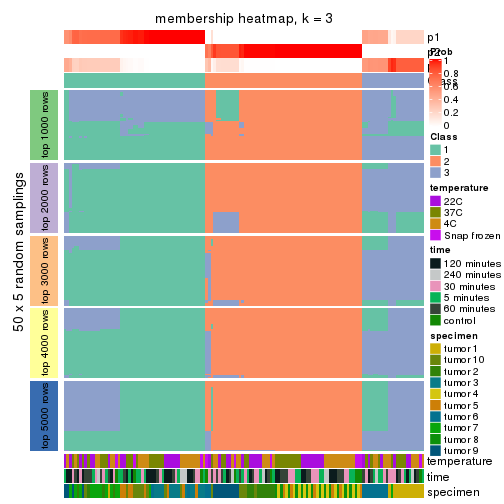 membership heatmap, k = 3
p1
p2
Prob
1
0.8
0.6
0.4
0.2
0
Class
Class
1
2
3
temperature
22C
37C
4C
Snap frozen
time
120 minutes
240 minutes
30 minutes
5 minutes
60 minutes
control
specimen
tumor 1
tumor 10
tumor 2
tumor 3
tumor 4
tumor 5
tumor 6
tumor 7
tumor 8
tumor 9
50 x 5 random samplings
top 1000 rows
top 2000 rows
top 3000 rows
top 4000 rows
top 5000 rows
temperature
time
specimen